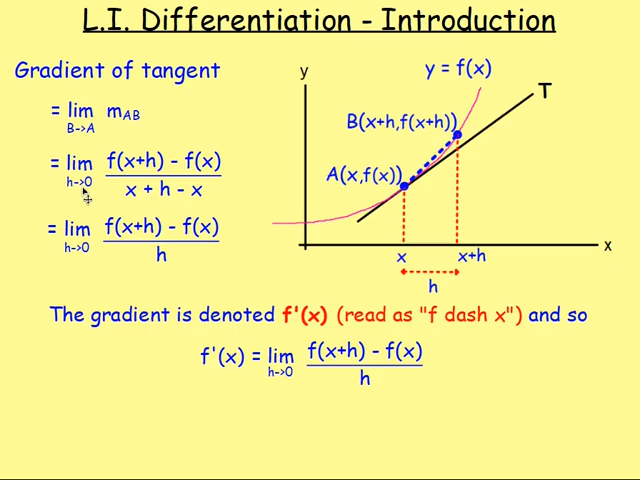 L.I. Differentiation - Introduction
Gradient of tangent
= lim m_AB
B->A
= lim f(x+h) - f(x)
h->0 x + h - x
= lim f(x+h) - f(x)
h->0 h
y
y = f(x)
T
B(x+h,f(x+h))
A(x,f(x))
x
x x+h
h
The gradient is denoted f'(x) (read as "f dash x") and so
f'(x) = lim f(x+h) - f(x)
h->0 h